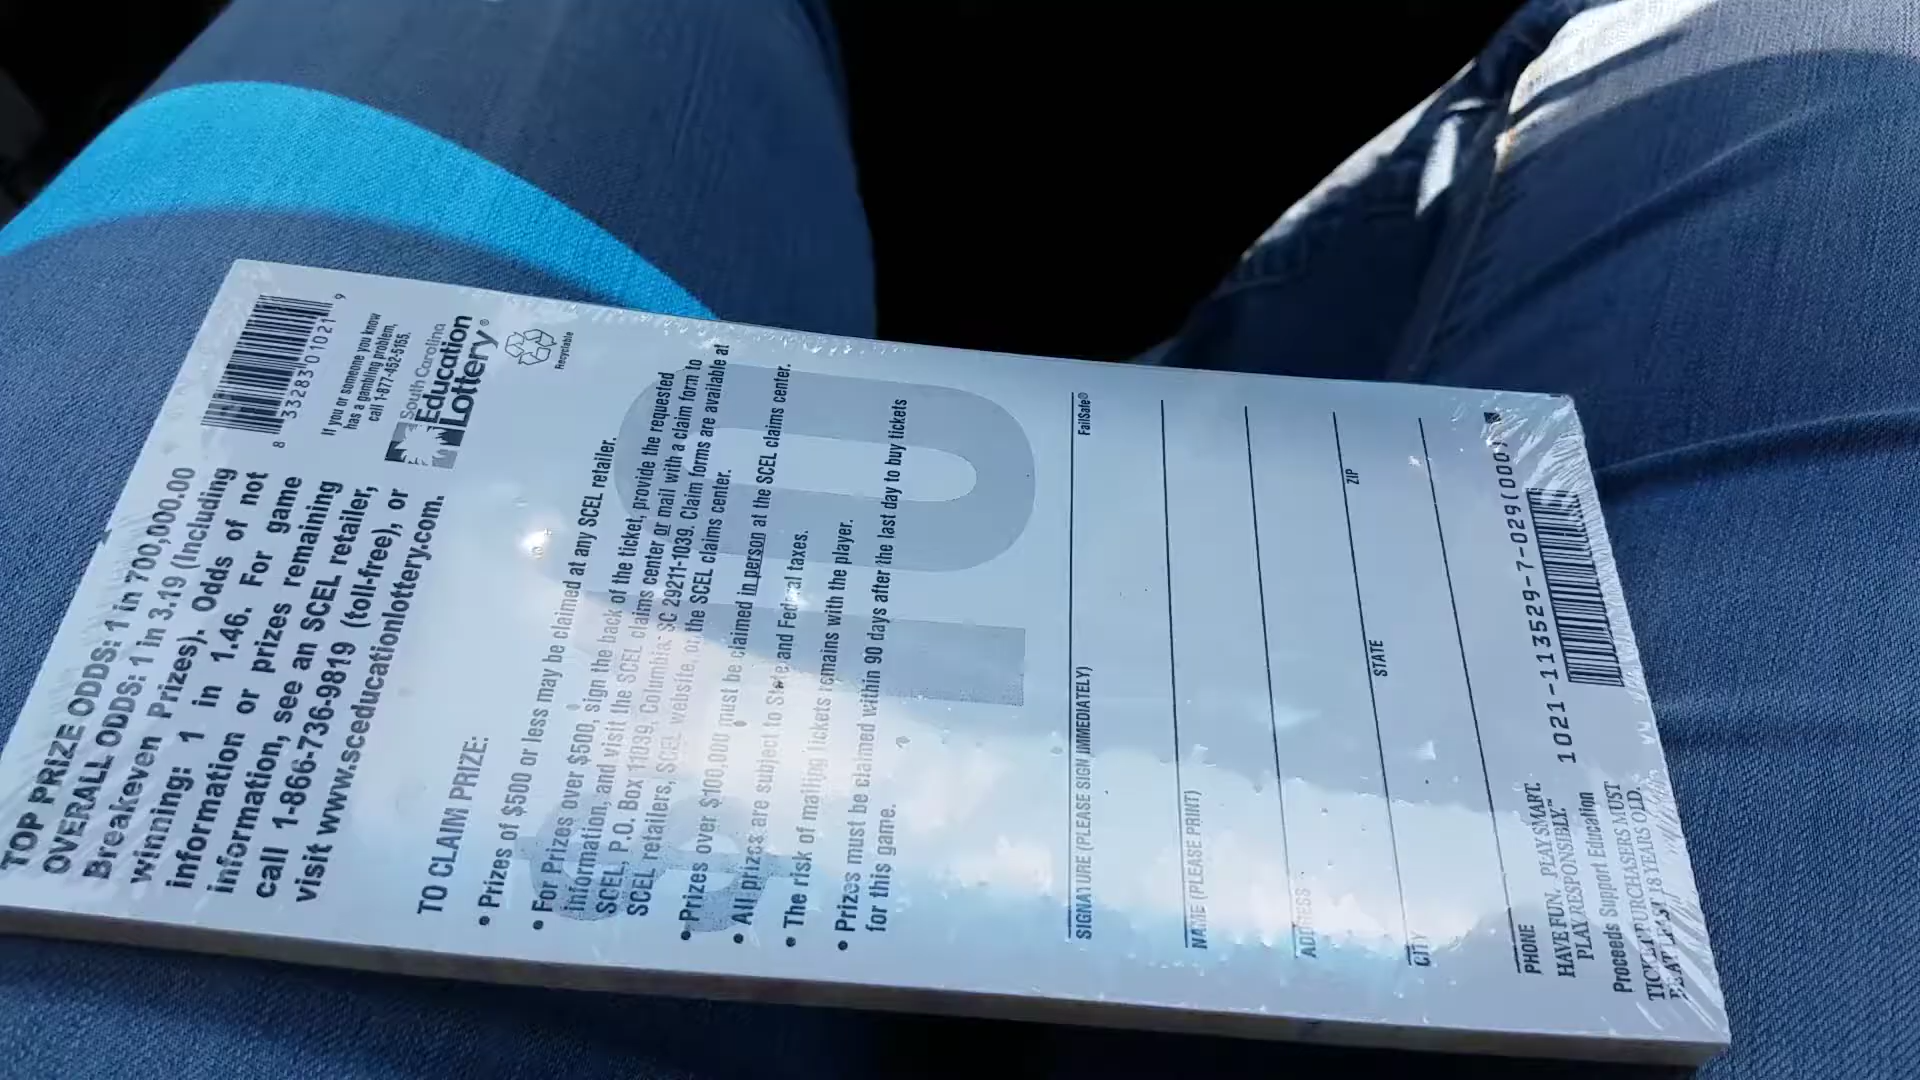 TOP PRIZE ODDS: 1 in 700,000.00
OVERALL ODDS: 1 in 3.19 (Including
Breakeven Prizes). Odds of not
winning: 1 in 1.46. For game
information or prizes remaining
information, see an SCEL retailer,
call 1-866-736-9819 (toll-free), or
visit www.sceducationlottery.com.
8 33283 01021 9
If you or someone you know
has a gambling problem,
call 1-877-452-5155.
South Carolina
Education
Lottery®
Recyclable
TO CLAIM PRIZE:
• Prizes of $500 or less may be claimed at any SCEL retailer.
• For Prizes over $500, sign the back of the ticket, provide the requested
information, and visit the SCEL claims center or mail with a claim form to
SCEL, P.O. Box 11039, Columbia, SC 29211-1039. Claim forms are available at
SCEL retailers, SCEL website, or the SCEL claims center.
• Prizes over $100,000 must be claimed in person at the SCEL claims center.
• All prizes are subject to State and Federal taxes.
• The risk of mailing tickets remains with the player.
• Prizes must be claimed within 90 days after the last day to buy tickets
for this game.
$10
FailSafe®
SIGNATURE (PLEASE SIGN IMMEDIATELY)
NAME (PLEASE PRINT)
ADDRESS
CITY STATE ZIP
PHONE
HAVE FUN. PLAY SMART.
PLAY RESPONSIBLY.™
Proceeds Support Education
TICKET PURCHASERS MUST
BE AT LEAST 18 YEARS OLD.
1021-113529-7-029(000)